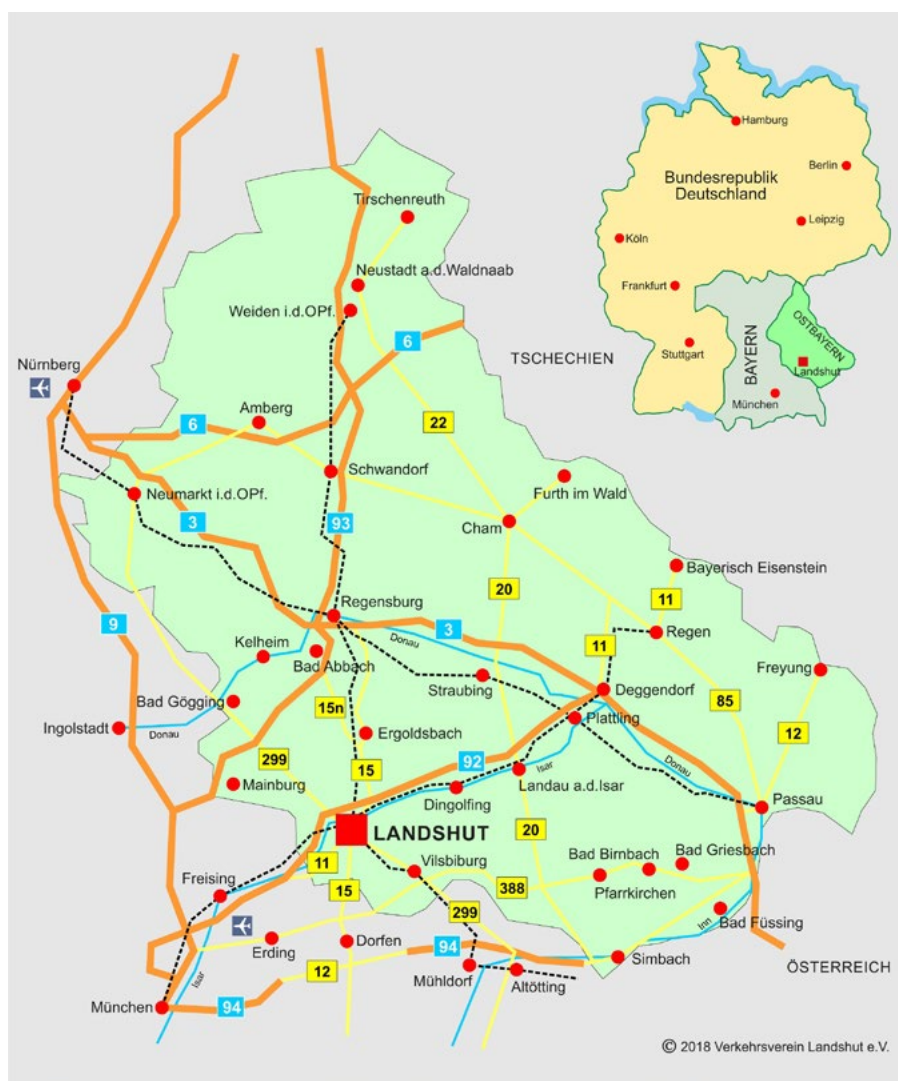 Hamburg
Berlin
Bundesrepublik
Deutschland
Leipzig
Köln
Frankfurt
OSTBAYERN
BAYERN
Stuttgart
Landshut
München
Tirschenreuth
Neustadt a.d.Waldnaab
Weiden i.d.OPf.
TSCHECHIEN
6
Nürnberg
Amberg
6
22
Schwandorf
Furth im Wald
Neumarkt i.d.OPf.
3
93
Cham
Bayerisch Eisenstein
20
11
Regensburg
9
3
Donau
11
Regen
Kelheim
Bad Abbach
Freyung
Straubing
Deggendorf
85
Bad Gögging
15n
Plattling
12
Ingolstadt
Donau
Ergoldsbach
299
15
92
Isar
Donau
Mainburg
Dingolfing
Landau a.d.Isar
Passau
LANDSHUT
20
11
Vilsbiburg
Bad Birnbach
Bad Griesbach
Freising
15
388
Pfarrkirchen
299
Inn
Bad Füssing
Erding
Dorfen
94
Simbach
12
Mühldorf
Altötting
ÖSTERREICH
Isar
München
94
© 2018 Verkehrsverein Landshut e.V.